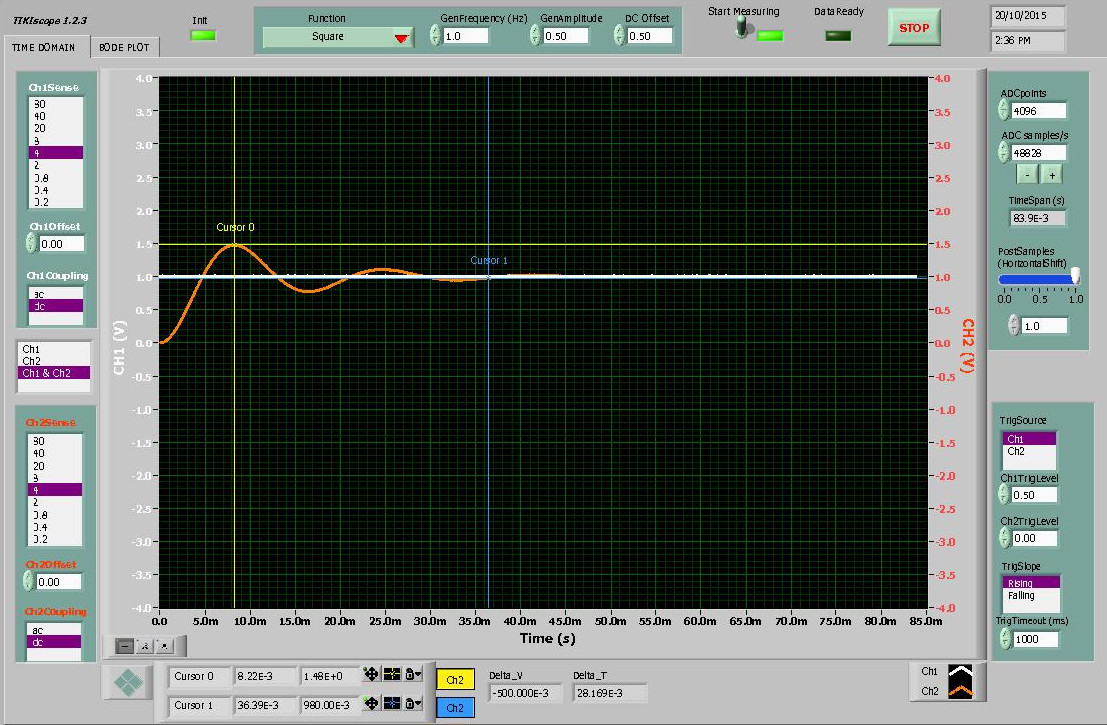 TiKiscope 1.2.3
Init
Function
Square
GenFrequency (Hz)
1.0
GenAmplitude
0.50
DC Offset
0.50
Start Measuring
DataReady
STOP
20/10/2015
2:36 PM
TIME DOMAIN
BODE PLOT
Ch1Sense
80
40
20
8
4
2
0.8
0.4
0.2
Ch1Offset
0.00
Ch1Coupling
ac
dc
Ch1
Ch2
Ch1 & Ch2
Ch2Sense
80
40
20
8
4
2
0.8
0.4
0.2
Ch2Offset
0.00
Ch2Coupling
ac
dc
CH1 (V)
4.0
3.5
3.0
2.5
2.0
1.5
1.0
0.5
0.0
-0.5
-1.0
-1.5
-2.0
-2.5
-3.0
-3.5
-4.0
Cursor 0
Cursor 1
4.0
3.5
3.0
2.5
2.0
1.5
1.0
0.5
0.0
-0.5
-1.0
-1.5
-2.0
-2.5
-3.0
-3.5
-4.0
CH2 (V)
0.0 5.0m 10.0m 15.0m 20.0m 25.0m 30.0m 35.0m 40.0m 45.0m 50.0m 55.0m 60.0m 65.0m 70.0m 75.0m 80.0m 85.0m
Time (s)
Cursor 0 8.22E-3 1.48E+0
Cursor 1 36.39E-3 980.00E-3
Ch2
Ch2
Delta_V
-500.000E-3
Delta_T
28.169E-3
Ch1
Ch2
ADCpoints
4096
ADC samples/s
48828
- +
TimeSpan (s)
83.9E-3
PostSamples
(HorizontalShift)
0.0 0.5 1.0
1.0
TrigSource
Ch1
Ch2
Ch1TrigLevel
0.50
Ch2TrigLevel
0.00
TrigSlope
Rising
Falling
TrigTimeout (ms)
1000